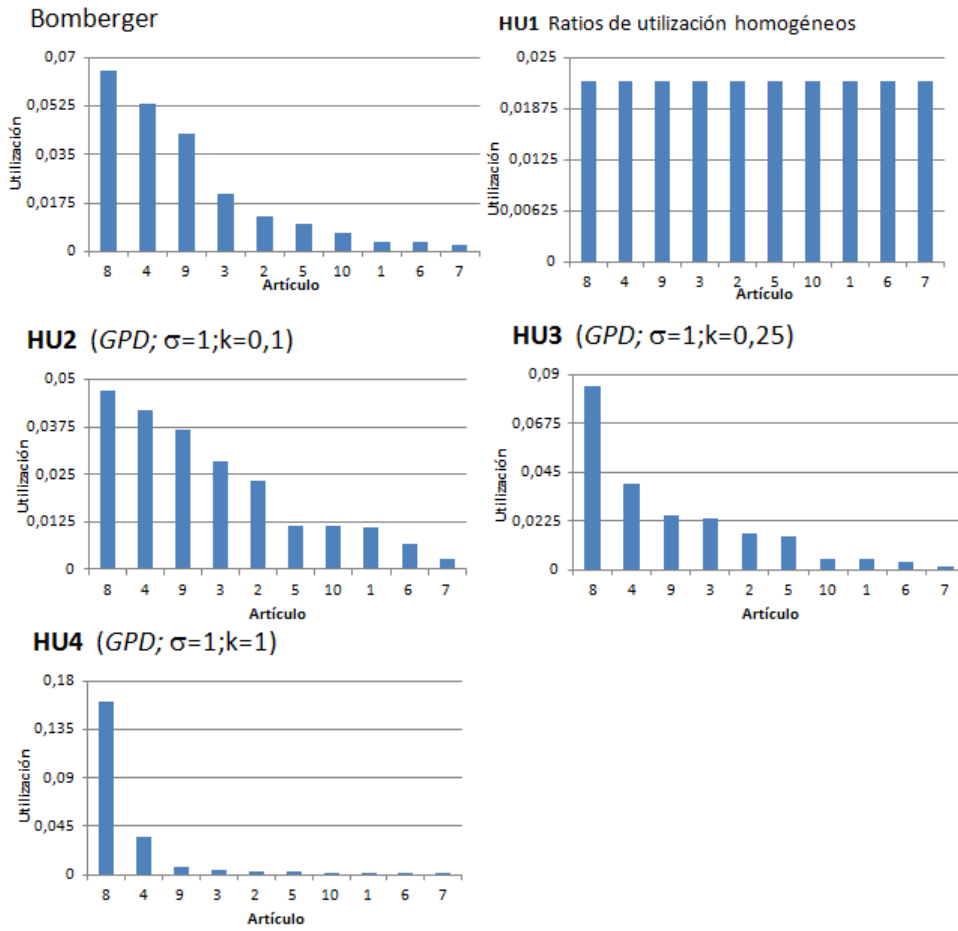 Bomberger
0,07
0,0525
0,035
0,0175
0
Utilización
8 4 9 3 2 5 10 1 6 7
Artículo
HU1 Ratios de utilización homogéneos
0,025
0,01875
0,0125
0,00625
0
Utilización
8 4 9 3 2 5 10 1 6 7
Artículo
HU2 (GPD; σ=1;k=0,1)
0,05
0,0375
0,025
0,0125
0
Utilización
8 4 9 3 2 5 10 1 6 7
Artículo
HU3 (GPD; σ=1;k=0,25)
0,09
0,0675
0,045
0,0225
0
Utilización
8 4 9 3 2 5 10 1 6 7
Artículo
HU4 (GPD; σ=1;k=1)
0,18
0,135
0,09
0,045
0
Utilización
8 4 9 3 2 5 10 1 6 7
Artículo